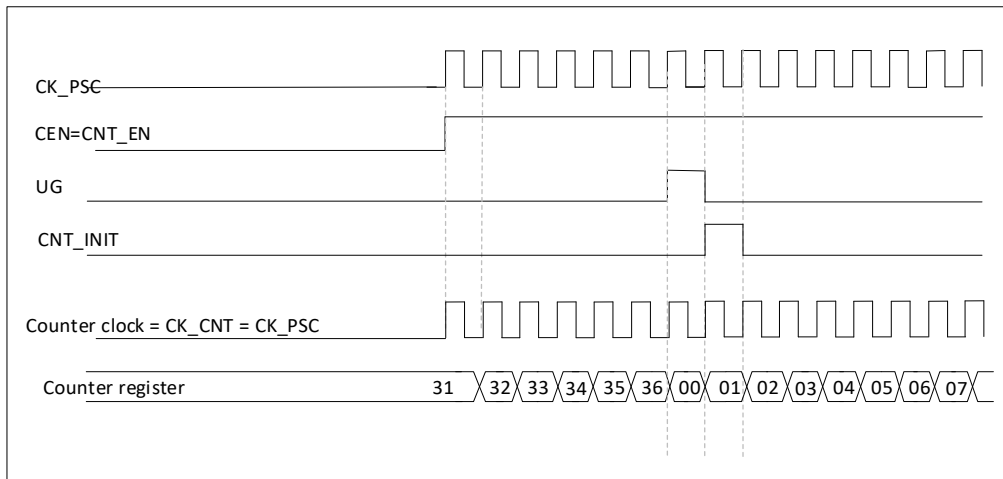 CK_PSC
CEN=CNT_EN
UG
CNT_INIT
Counter clock = CK_CNT = CK_PSC
Counter register 31 32 33 34 35 36 00 01 02 03 04 05 06 07